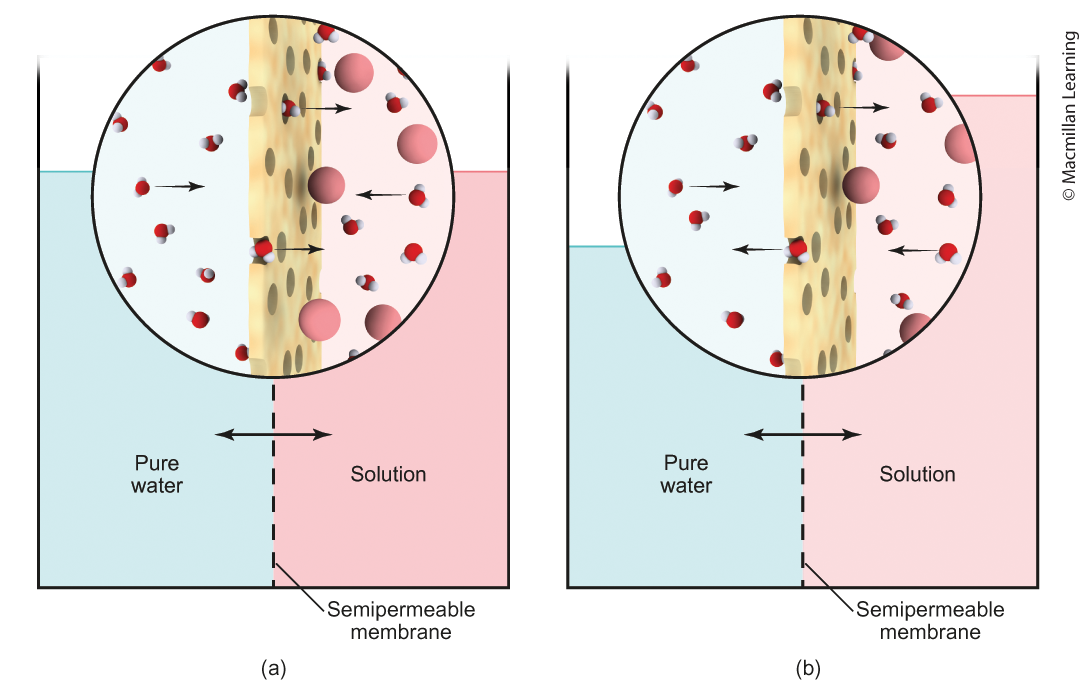 © Macmillan Learning
Pure
water
Solution
Semipermeable
membrane
(a)
Pure
water
Solution
Semipermeable
membrane
(b)